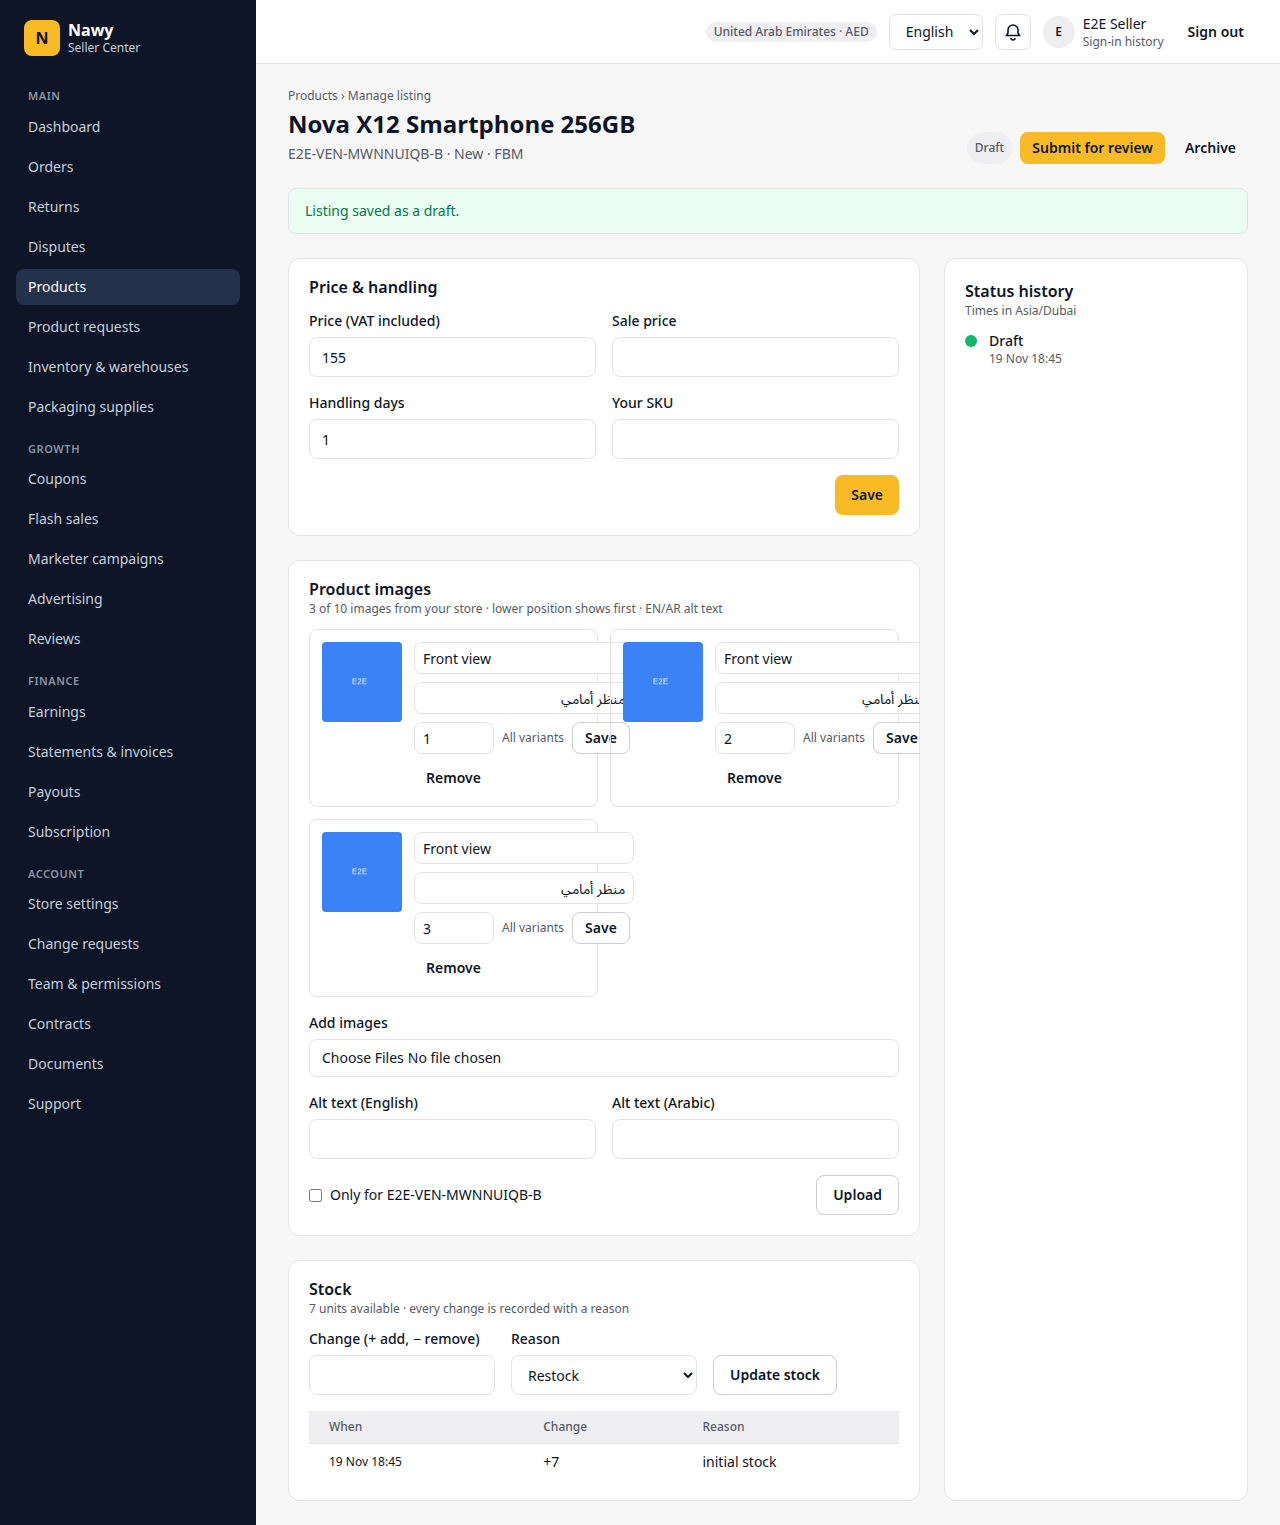 N
Nawy
Seller Center
MAIN
Dashboard
Orders
Returns
Disputes
Products
Product requests
Inventory & warehouses
Packaging supplies
GROWTH
Coupons
Flash sales
Marketer campaigns
Advertising
Reviews
FINANCE
Earnings
Statements & invoices
Payouts
Subscription
ACCOUNT
Store settings
Change requests
Team & permissions
Contracts
Documents
Support
United Arab Emirates · AED
English
E
E2E Seller
Sign-in history
Sign out
Products › Manage listing
Nova X12 Smartphone 256GB
E2E-VEN-MWNNUIQB-B · New · FBM
Draft
Submit for review
Archive
Listing saved as a draft.
Price & handling
Price (VAT included)
Sale price
155
Handling days
Your SKU
1
Save
Product images
3 of 10 images from your store · lower position shows first · EN/AR alt text
E2E
Front view
منظر أمامي
1
All variants
Save
Remove
E2E
Front view
منظر أمامي
2
All variants
Save
Remove
E2E
Front view
منظر أمامي
3
All variants
Save
Remove
Add images
Choose Files No file chosen
Alt text (English)
Alt text (Arabic)
Only for E2E-VEN-MWNNUIQB-B
Upload
Stock
7 units available · every change is recorded with a reason
Change (+ add, − remove)
Reason
Restock
Update stock
When Change Reason
19 Nov 18:45 +7 initial stock
Status history
Times in Asia/Dubai
Draft
19 Nov 18:45